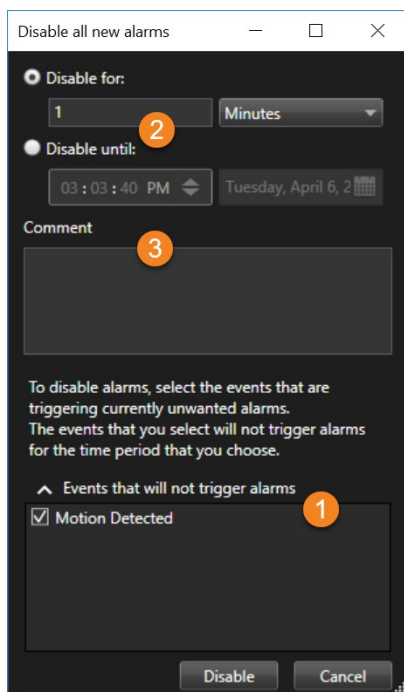 Disable all new alarms
Disable for:
1 Minutes
2
Disable until:
03 : 03 : 40 PM Tuesday, April 6, 2
Comment
3
To disable alarms, select the events that are
triggering currently unwanted alarms.
The events that you select will not trigger alarms
for the time period that you choose.
Events that will not trigger alarms
1
Motion Detected
Disable Cancel